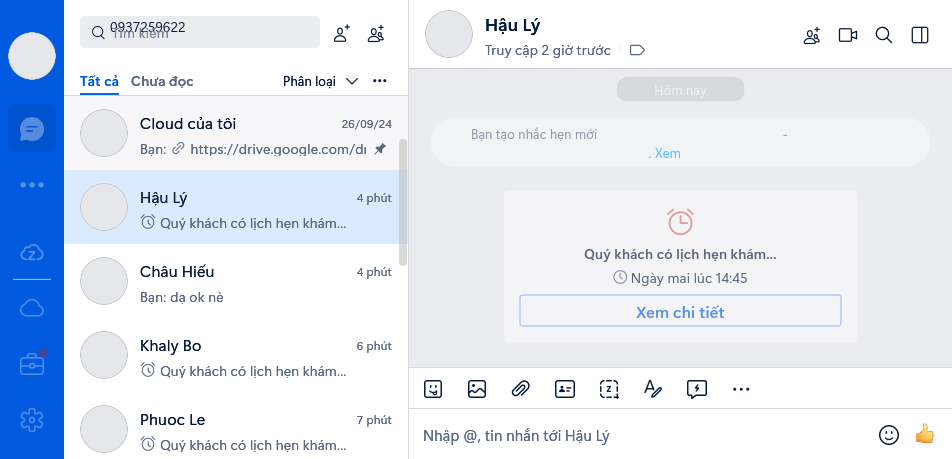 0937259622
Tìm kiếm
Tất cả Chưa đọc Phân loại
Cloud của tôi 26/09/24
Bạn: https://drive.google.com/dr
Hậu Lý 4 phút
Quý khách có lịch hẹn khám...
Châu Hiếu 4 phút
Bạn: dạ ok nè
Khaly Bo 6 phút
Quý khách có lịch hẹn khám...
Phuoc Le 7 phút
Quý khách có lịch hẹn khám...
Hậu Lý
Truy cập 2 giờ trước
Hôm nay
Bạn tạo nhắc hẹn mới -
. Xem
Quý khách có lịch hẹn khám...
Ngày mai lúc 14:45
Xem chi tiết
Nhập @, tin nhắn tới Hậu Lý